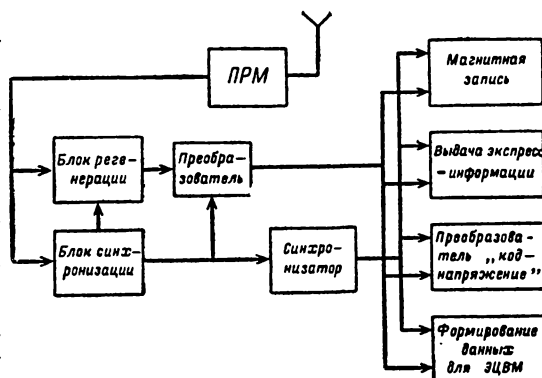 ПРМ
Магнитная
запись
Блок реге-
нерации
Преобра-
зователь
Выдача экспресс
-информации
Блок синх-
ронизации
Синхро-
низатор
Преобразова-
тель „код-
напряжение"
Формирование
данных
для ЭЦВМ